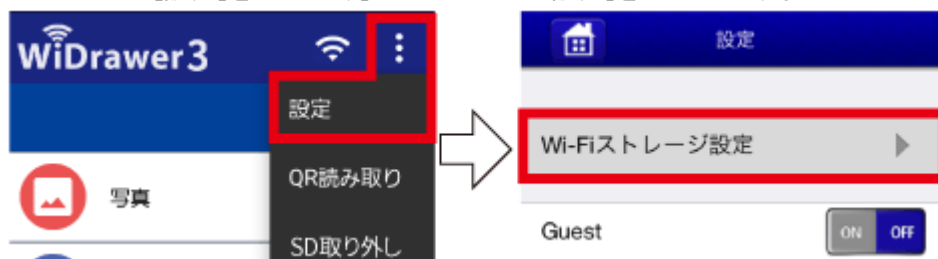 WiDrawer3
設定
QR読み取り
SD取り外し
写真
設定
Wi-Fiストレージ設定
Guest
ON OFF